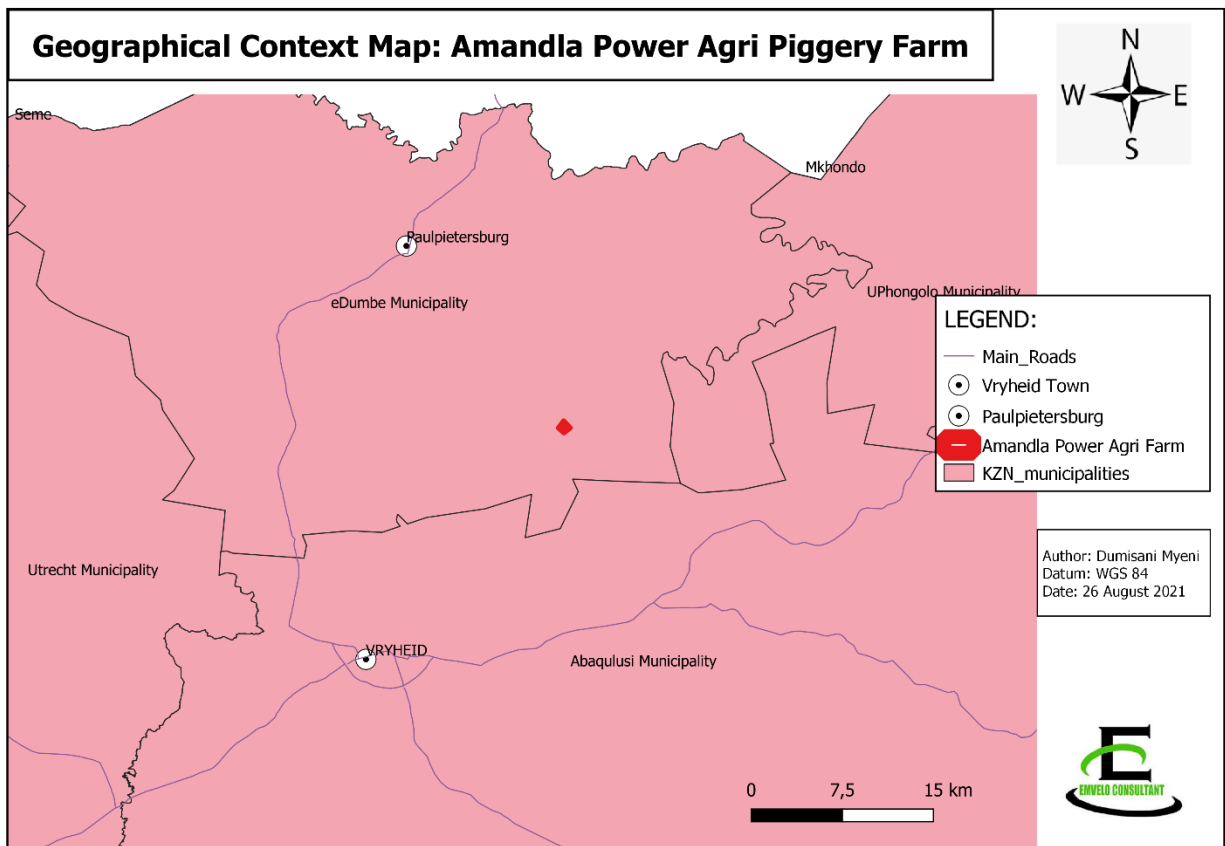 Geographical Context Map: Amandla Power Agri Piggery Farm
N
W E
S
Seme
Mkhondo
Paulpietersburg
eDumbe Municipality
UPhongolo Municipality
LEGEND:
Main_Roads
Vryheid Town
Paulpietersburg
Amandla Power Agri Farm
KZN_municipalities
Utrecht Municipality
Author: Dumisani Myeni
Datum: WGS 84
Date: 26 August 2021
VRYHEID
Abaqulusi Municipality
0 7,5 15 km
E
EMVELO CONSULTANT